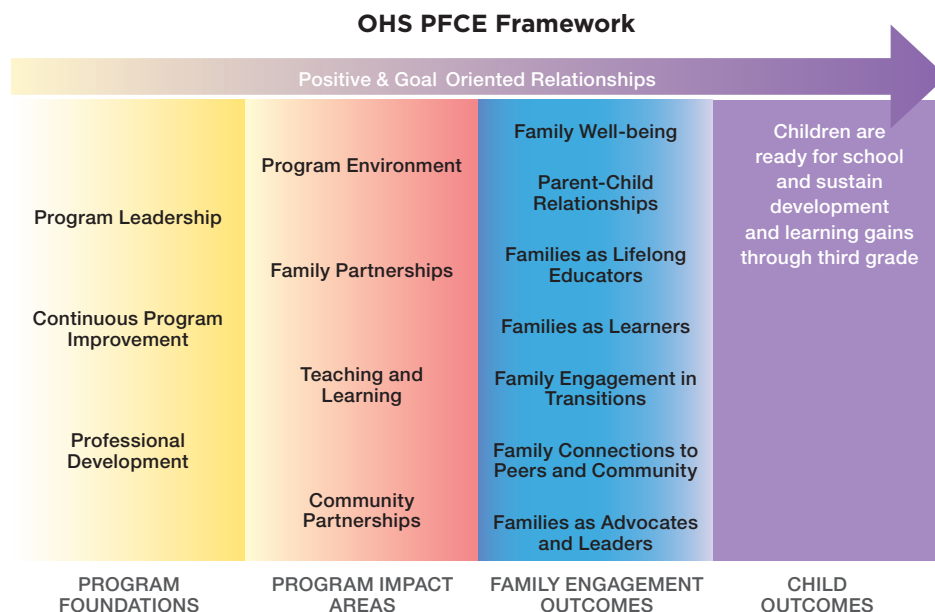 OHS PFCE Framework
Positive & Goal Oriented Relationships
Program Leadership
Continuous Program
Improvement
Professional
Development
PROGRAM
FOUNDATIONS
Program Environment
Family Partnerships
Teaching and
Learning
Community
Partnerships
PROGRAM IMPACT
AREAS
Family Well-being
Parent-Child
Relationships
Families as Lifelong
Educators
Families as Learners
Family Engagement in
Transitions
Family Connections to
Peers and Community
Families as Advocates
and Leaders
FAMILY ENGAGEMENT
OUTCOMES
Children are
ready for school
and sustain
development
and learning gains
through third grade
CHILD
OUTCOMES